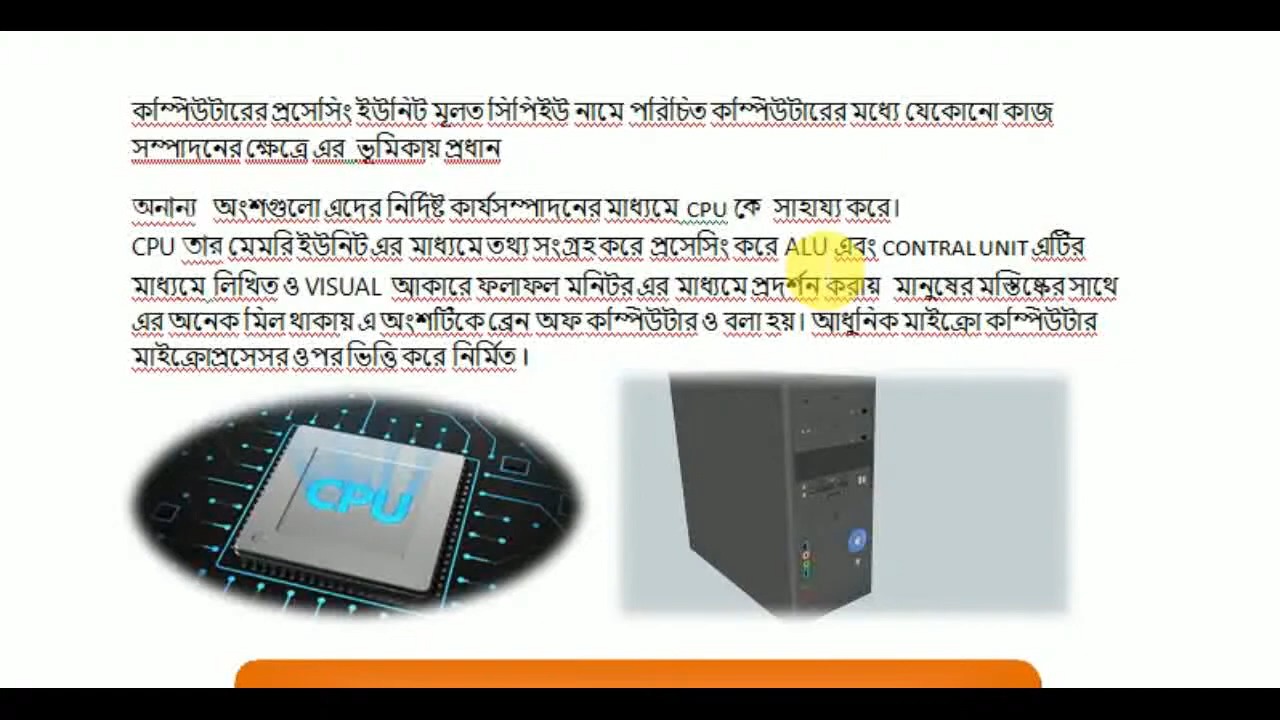 কম্পিউটারের প্রসেসিং ইউনিট মূলত সিপিইউ নামে পরিচিত কম্পিউটারের মধ্যে যেকোনো কাজ
সম্পাদনের ক্ষেত্রে এর ভূমিকায় প্রধান
অনান্য অংশগুলো এদের নির্দিষ্ট কার্যসম্পাদনের মাধ্যমে CPU কে সাহায্য করে।
CPU তার মেমরি ইউনিট এর মাধ্যমে তথ্য সংগ্রহ করে প্রসেসিং করে ALU এবং CONTRAL UNIT এটির
মাধ্যমে লিখিত ও VISUAL আকারে ফলাফল মনিটর এর মাধ্যমে প্রদর্শন করায় মানুষের মস্তিষ্কের সাথে
এর অনেক মিল থাকায় এ অংশটিকে ব্রেন অফ কম্পিউটার ও বলা হয়। আধুনিক মাইক্রো কম্পিউটার
মাইক্রোপ্রসেসর ওপর ভিত্তি করে নির্মিত।
CPU